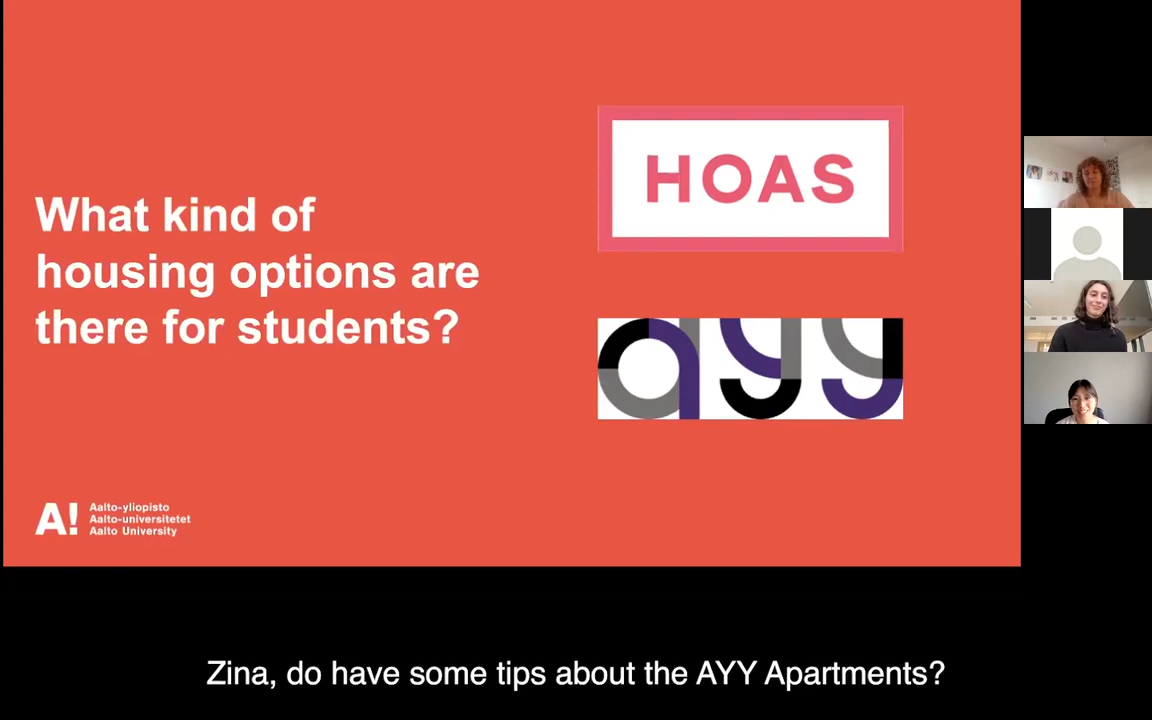 What kind of
housing options are
there for students?
HOAS
ayy
A!
Aalto-yliopisto
Aalto-universitetet
Aalto University
Zina, do have some tips about the AYY Apartments?